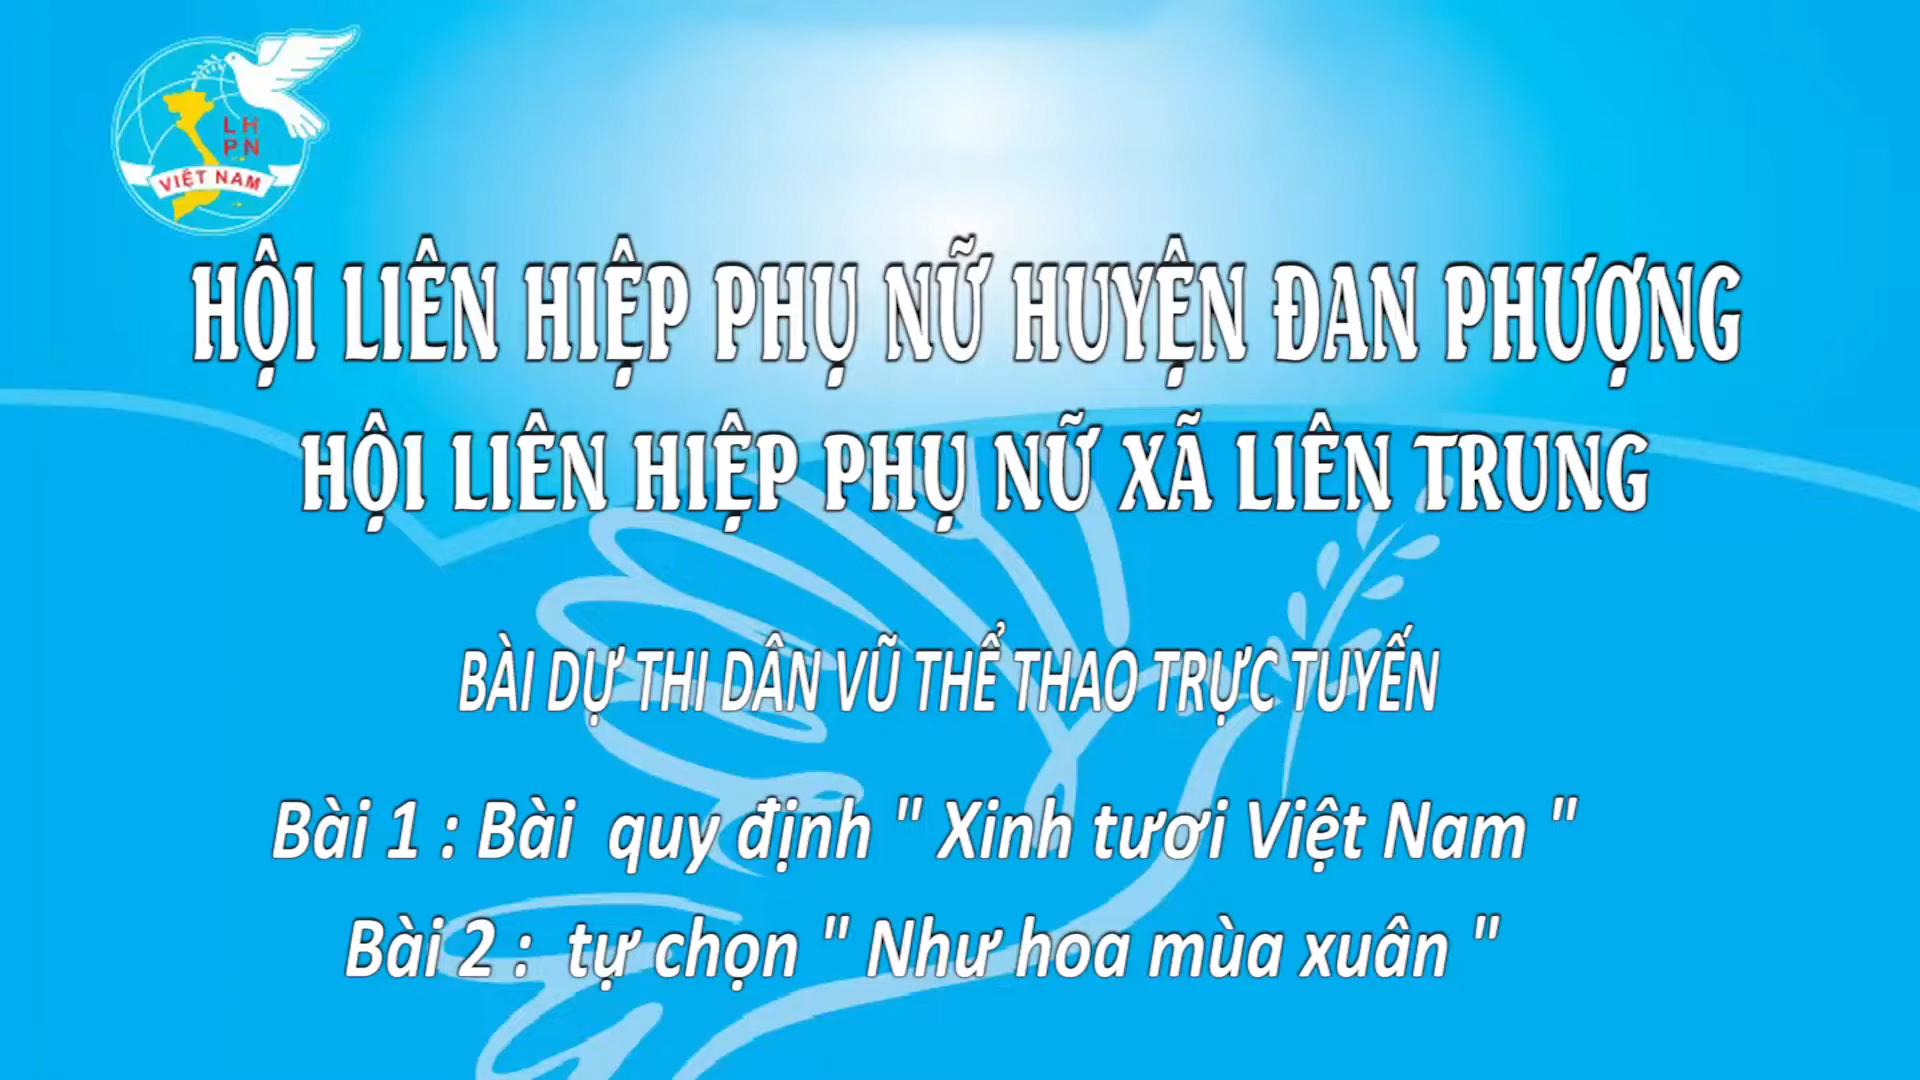 LH
PN
VIỆT NAM
HỘI LIÊN HIỆP PHỤ NỮ HUYỆN ĐAN PHƯỢNG
HỘI LIÊN HIỆP PHỤ NỮ XÃ LIÊN TRUNG
BÀI DỰ THI DÂN VŨ THỂ THAO TRỰC TUYẾN
Bài 1 : Bài quy định " Xinh tươi Việt Nam "
Bài 2 : tự chọn " Như hoa mùa xuân "